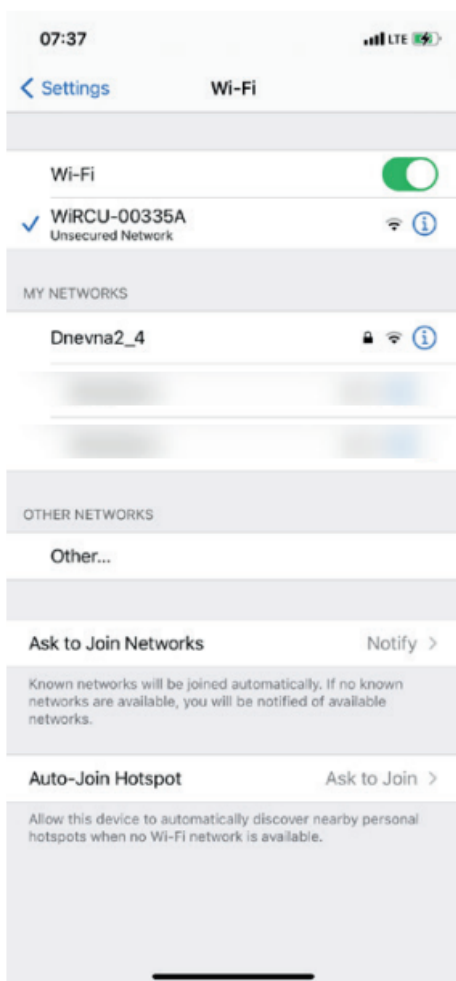 07:37
LTE
Settings
Wi-Fi
Wi-Fi
WiRCU-00335A
Unsecured Network
MY NETWORKS
Dnevna2_4
OTHER NETWORKS
Other...
Ask to Join Networks Notify
Known networks will be joined automatically. If no known
networks are available, you will be notified of available
networks.
Auto-Join Hotspot Ask to Join
Allow this device to automatically discover nearby personal
hotspots when no Wi-Fi network is available.